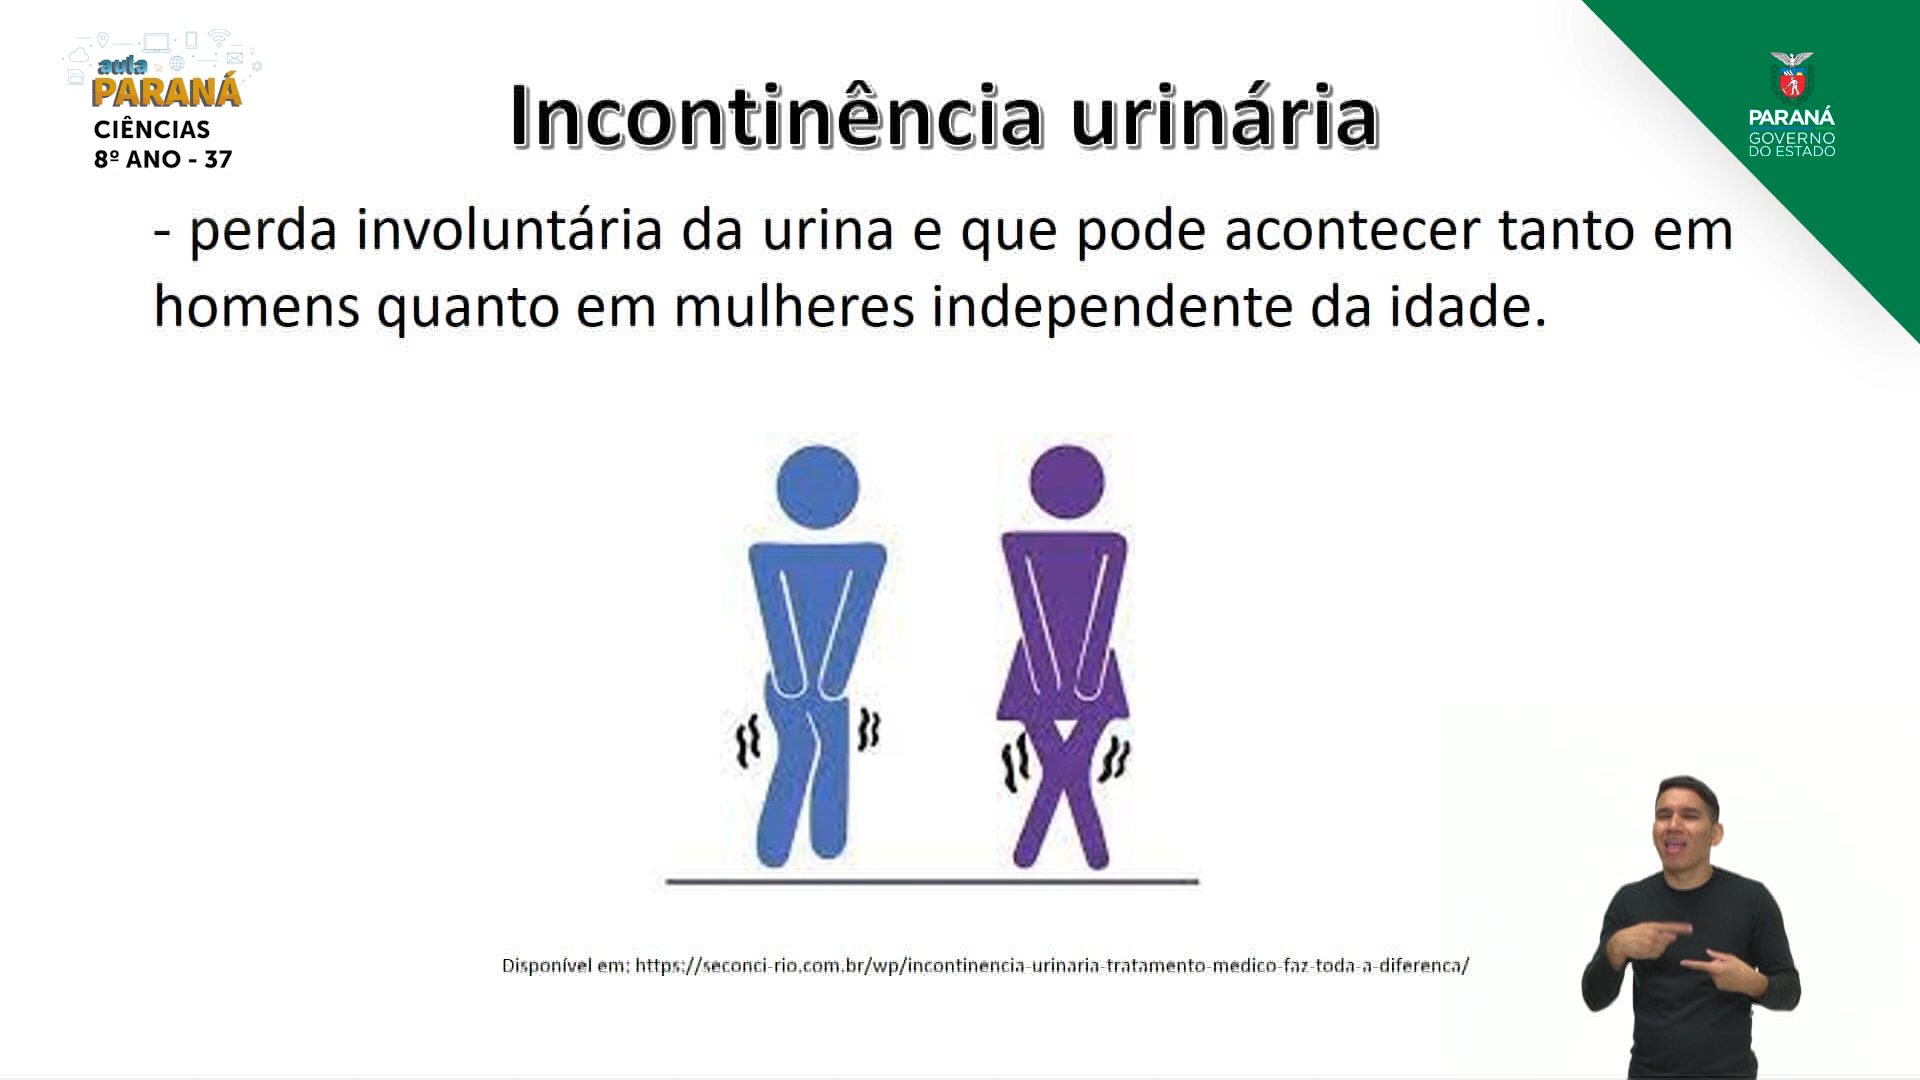 aula
PARANÁ
CIÊNCIAS
8º ANO - 37
Incontinência urinária
PARANÁ
GOVERNO
DO ESTADO
- perda involuntária da urina e que pode acontecer tanto em
homens quanto em mulheres independente da idade.
Disponível em: https://seconci-rio.com.br/wp/incontinencia-urinaria-tratamento-medico-faz-toda-a-diferenca/